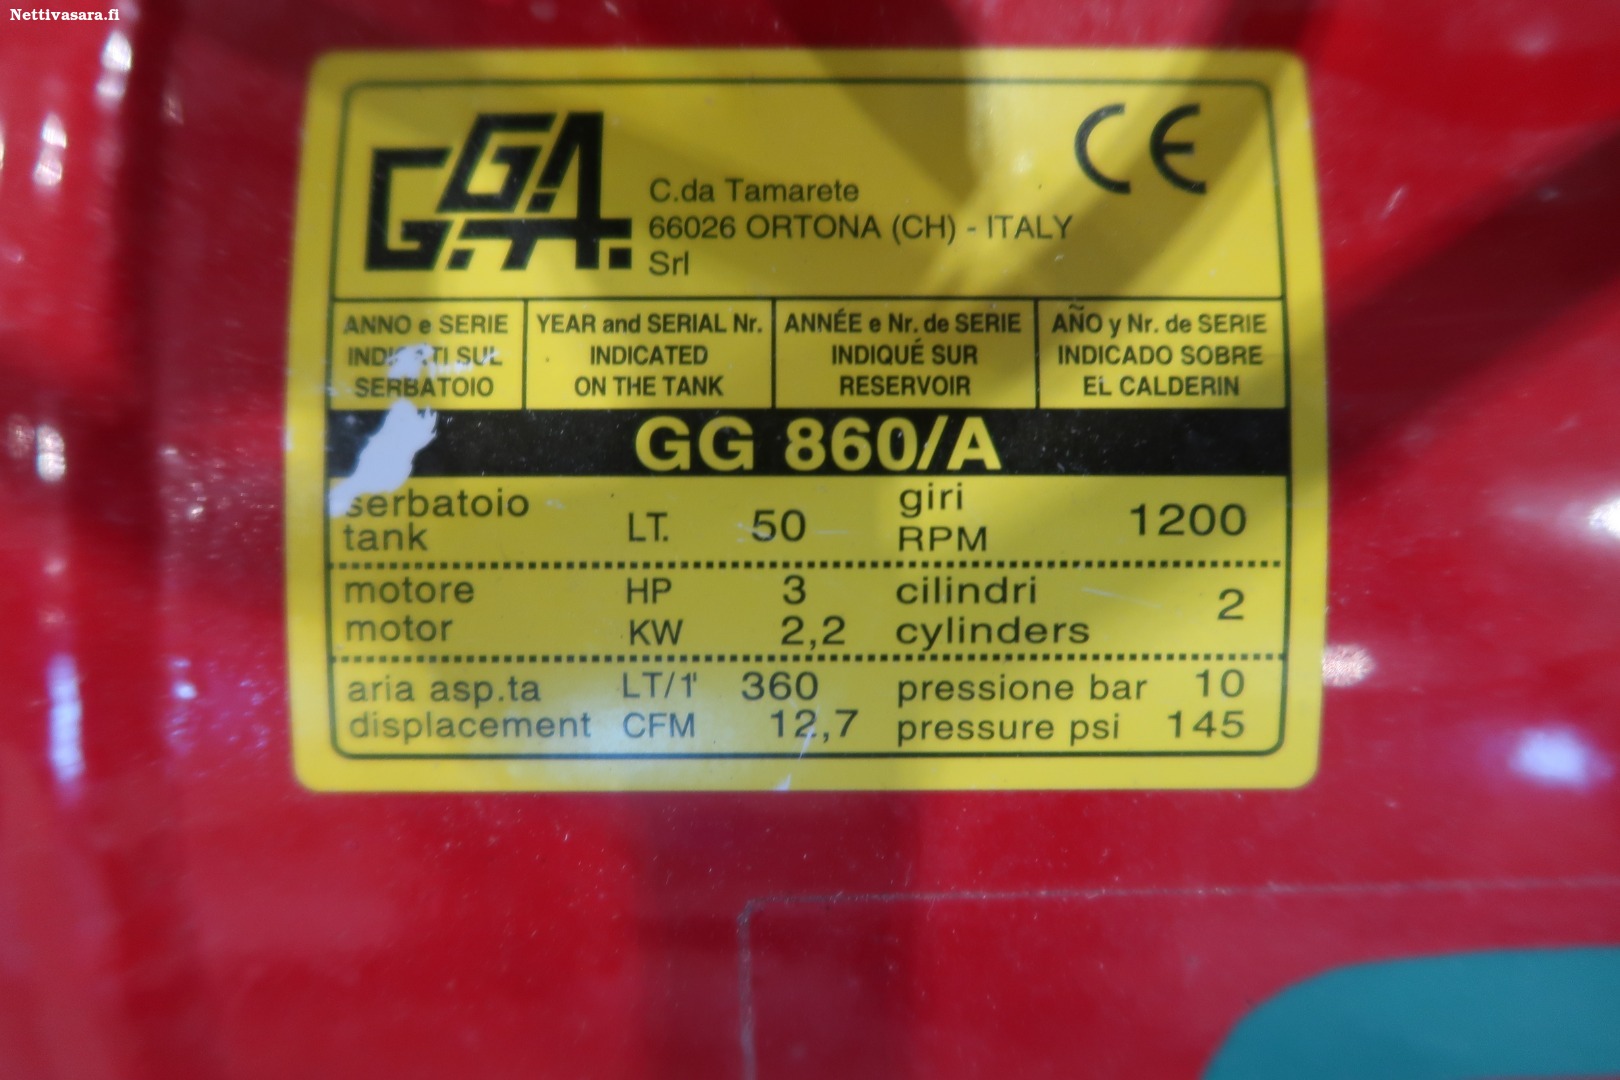 Nettivasara.fi
G.G.A.
CE
C.da Tamarete
66026 ORTONA (CH) - ITALY
Srl
ANNO e SERIE
INDICATI SUL
SERBATOIO
YEAR and SERIAL Nr.
INDICATED
ON THE TANK
ANNÉE e Nr. de SERIE
INDIQUÉ SUR
RESERVOIR
AÑO y Nr. de SERIE
INDICADO SOBRE
EL CALDERIN
GG 860/A
serbatoio
tank
LT. 50
giri
RPM
1200
motore HP 3
motor KW 2,2
cilindri
cylinders
2
aria asp.ta LT/1' 360
displacement CFM 12,7
pressione bar 10
pressure psi 145